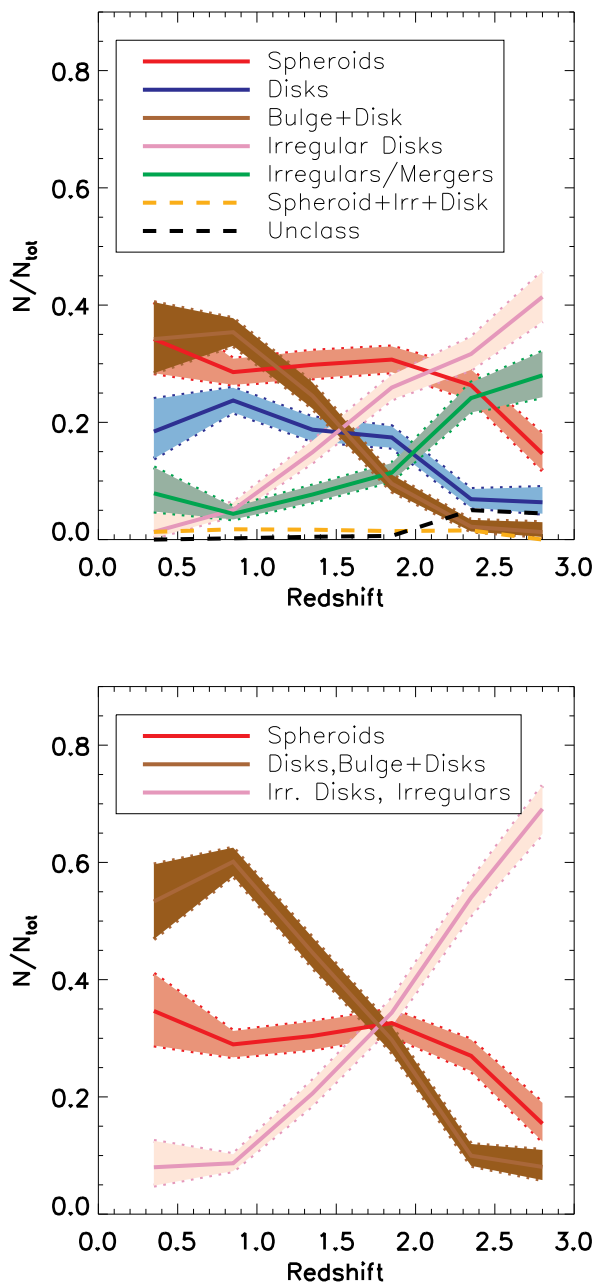 0.8
0.6
0.4
0.2
0.0
N/Ntot
Spheroids
Disks
Bulge+Disk
Irregular Disks
Irregulars/Mergers
Spheroid+Irr+Disk
Unclass
0.0 0.5 1.0 1.5 2.0 2.5 3.0
Redshift
0.8
0.6
0.4
0.2
0.0
N/Ntot
Spheroids
Disks,Bulge+Disks
Irr. Disks, Irregulars
0.0 0.5 1.0 1.5 2.0 2.5 3.0
Redshift